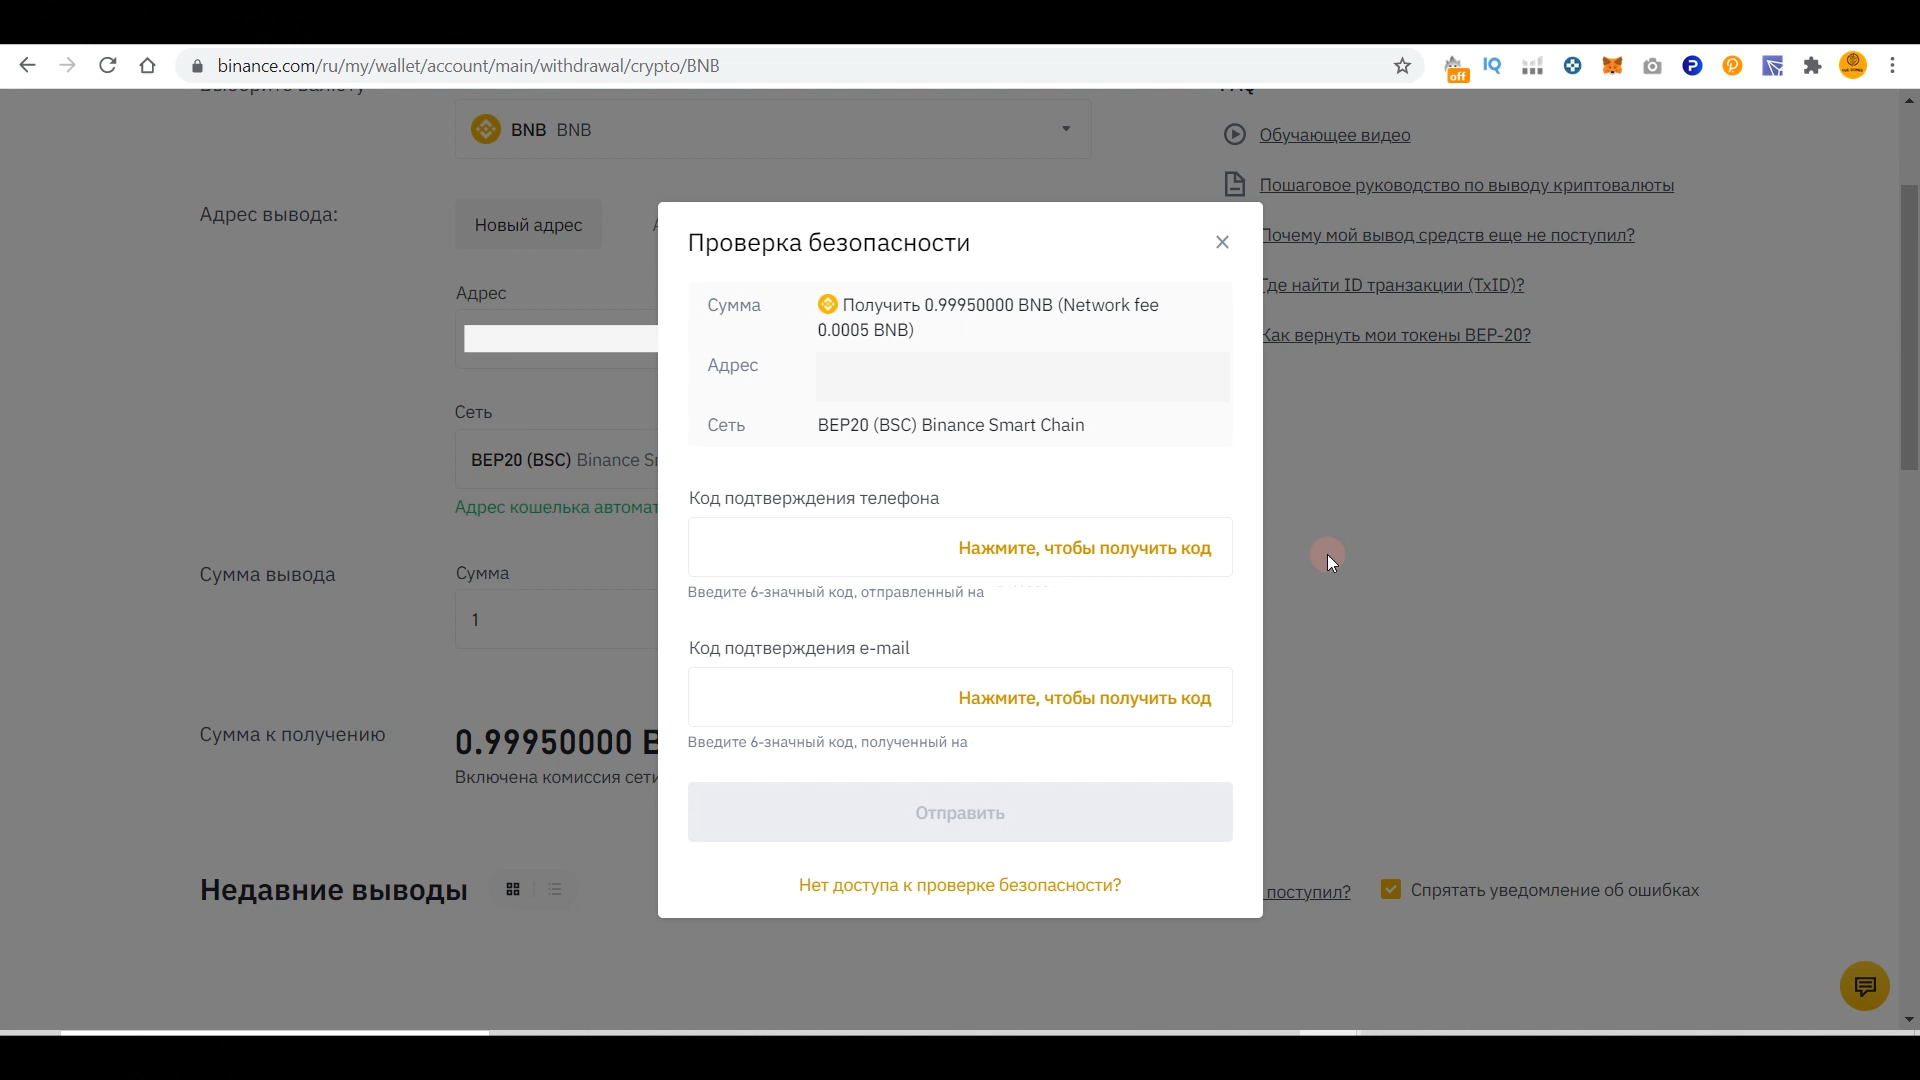 binance.com/ru/my/wallet/account/main/withdrawal/crypto/BNB
off
IQ
BNB BNB
Обучающее видео
Пошаговое руководство по выводу криптовалюты
Почему мой вывод средств еще не поступил?
Где найти ID транзакции (TxID)?
Как вернуть мои токены BEP-20?
Адрес вывода:
Новый адрес
Адрес
Сеть
BEP20 (BSC) Binance
Адрес кошелька
Сумма вывода
Сумма
1
Сумма к получению
0.99950000
Включена комиссия сети
Проверка безопасности
Сумма
Получить 0.99950000 BNB (Network fee
0.0005 BNB)
Адрес
Сеть
BEP20 (BSC) Binance Smart Chain
Код подтверждения телефона
Нажмите, чтобы получить код
Введите 6-значный код, отправленный на
Код подтверждения e-mail
Нажмите, чтобы получить код
Введите 6-значный код, полученный на
Отправить
Нет доступа к проверке безопасности?
Недавние выводы
поступил?
Спрятать уведомление об ошибках